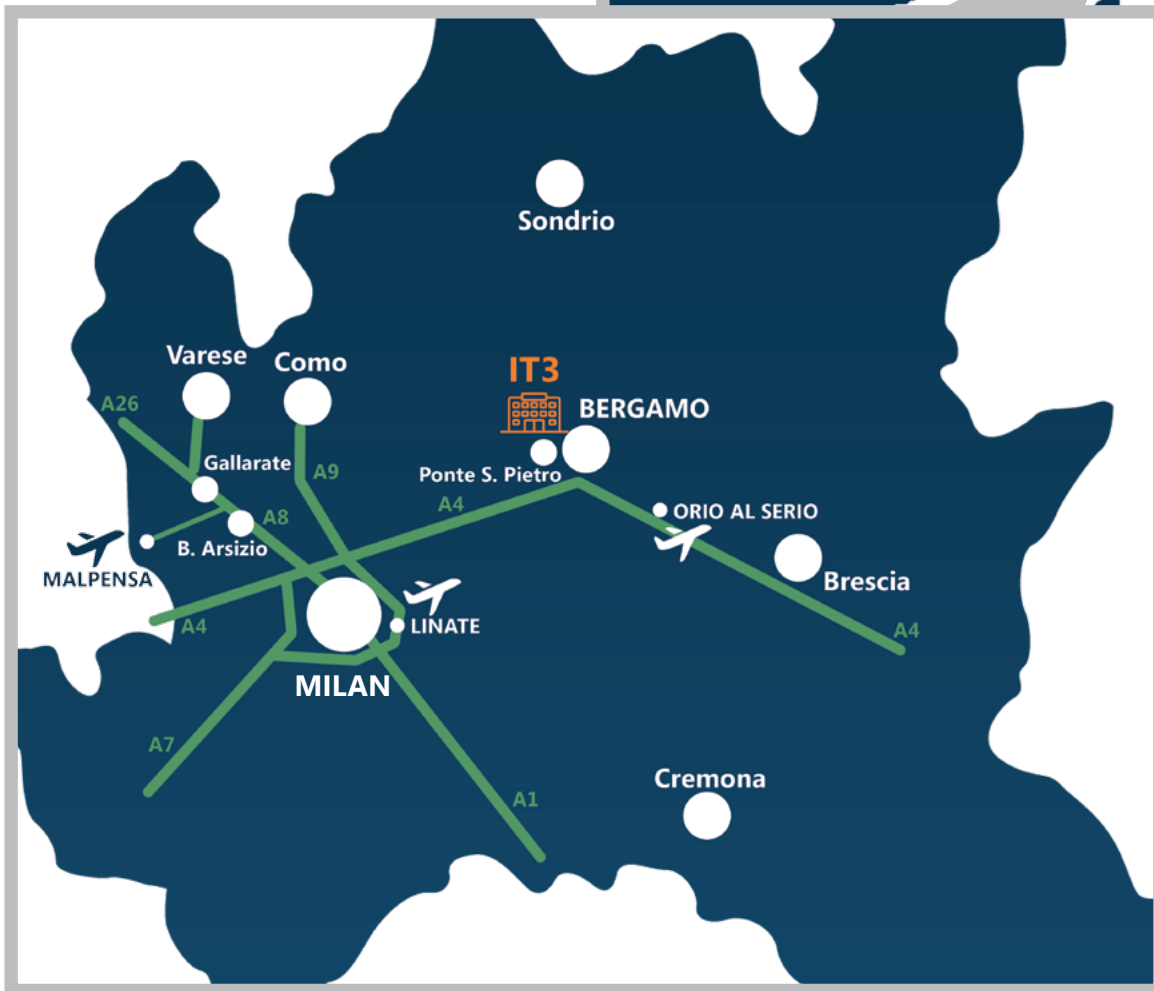 Sondrio
Varese
Como
IT3
A26
BERGAMO
Gallarate
A9
Ponte S. Pietro
A4
A8
ORIO AL SERIO
B. Arsizio
MALPENSA
Brescia
A4
LINATE
A4
MILAN
A7
Cremona
A1